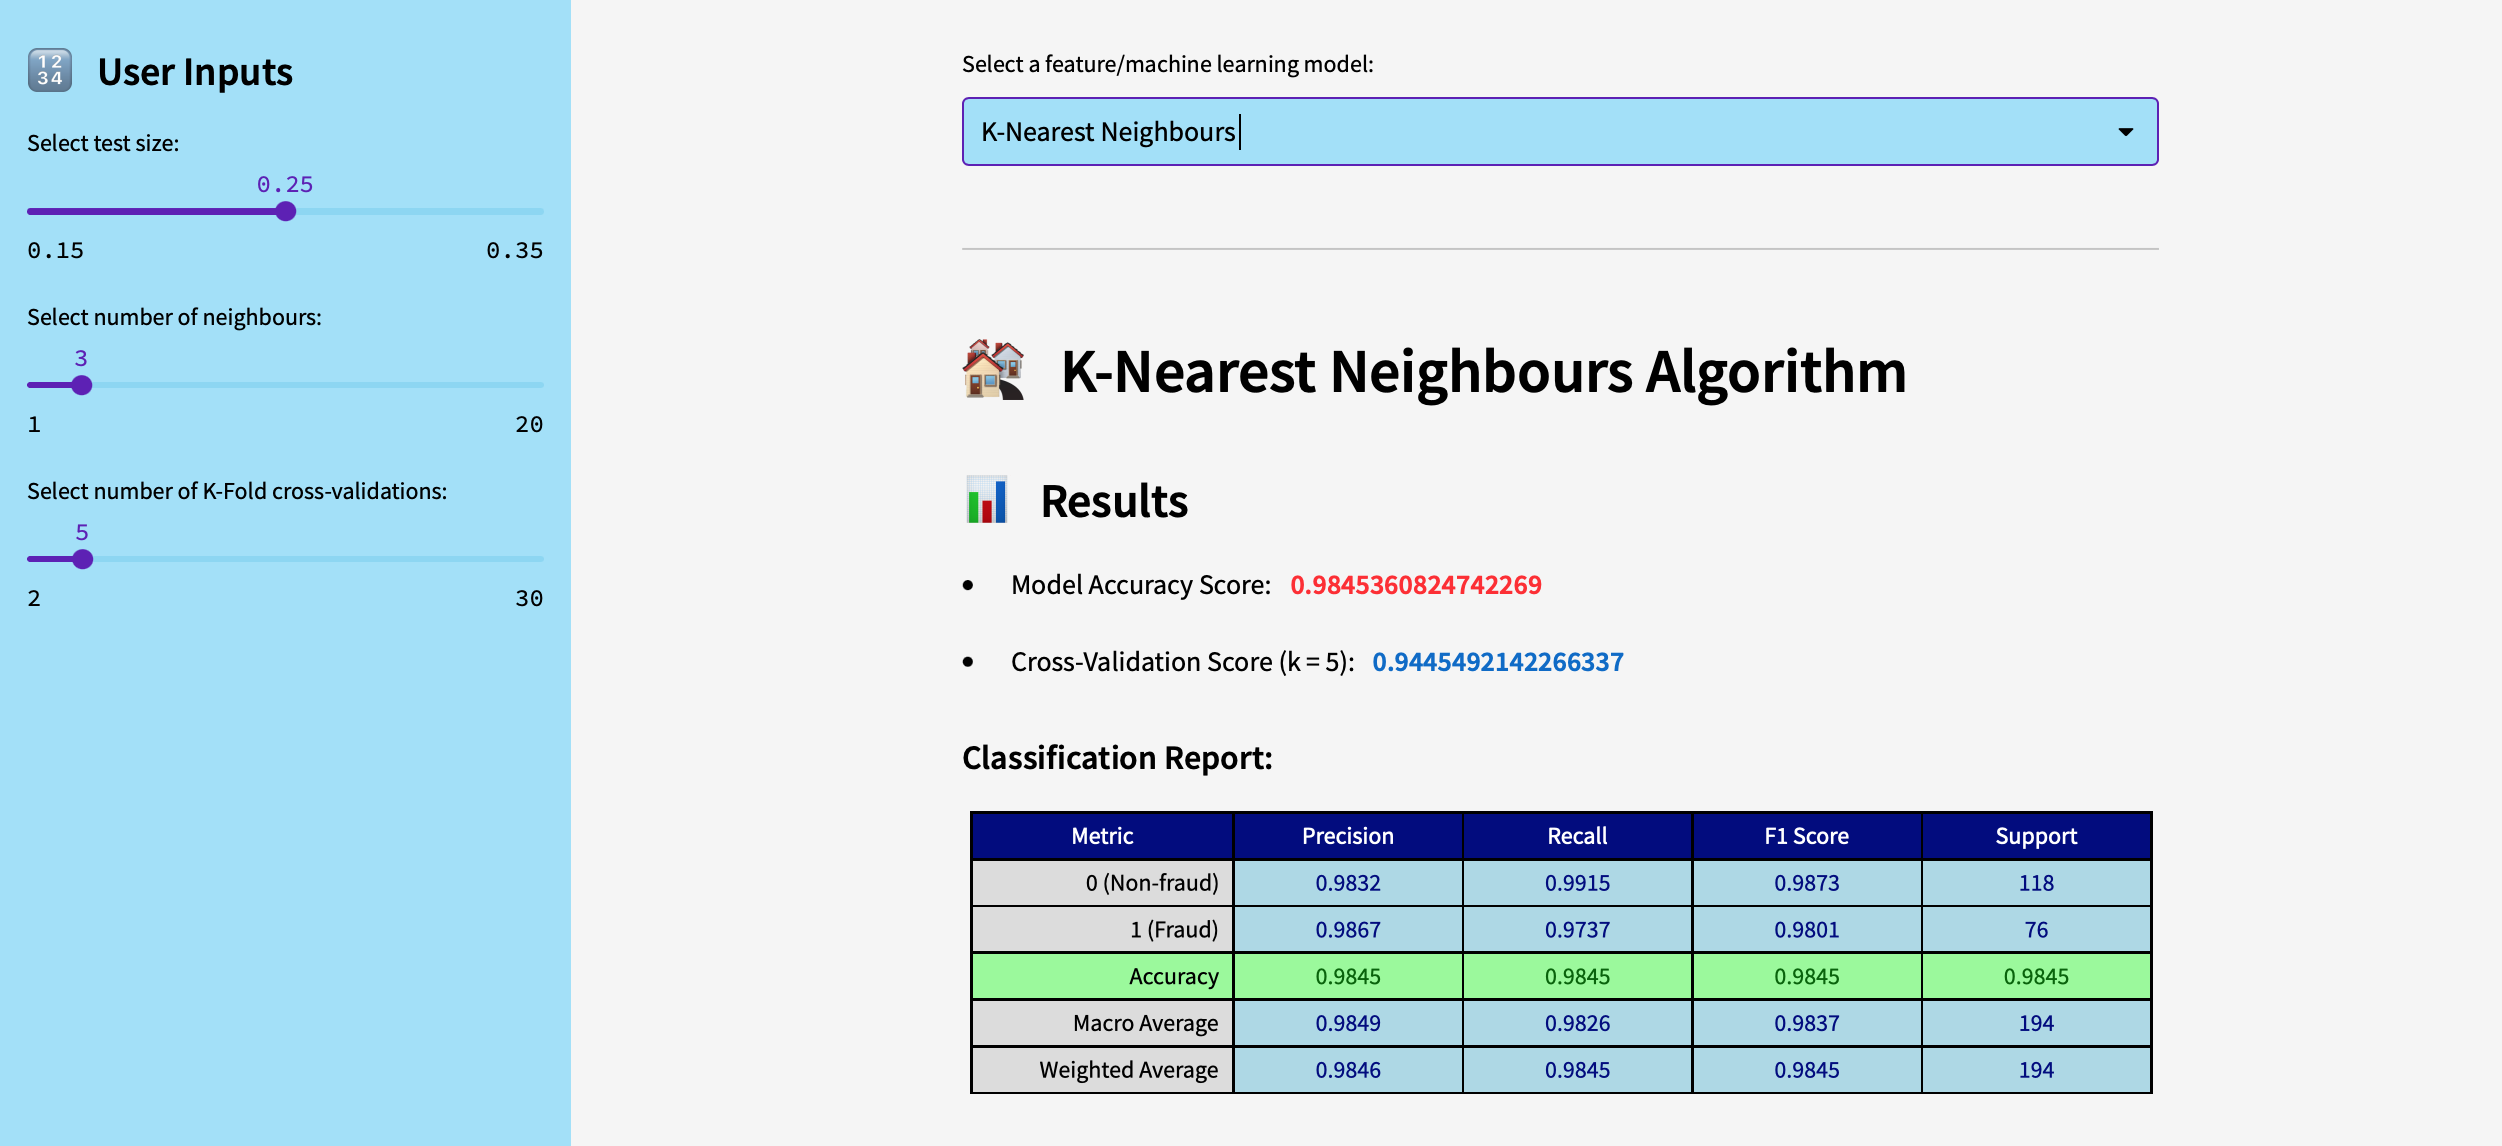 1234
User Inputs
Select test size:
0.25
0.15 0.35
Select number of neighbours:
3
1 20
Select number of K-Fold cross-validations:
5
2 30
Select a feature/machine learning model:
K-Nearest Neighbours
K-Nearest Neighbours Algorithm
Results
• Model Accuracy Score: 0.9845360824742269
• Cross-Validation Score (k = 5): 0.9445492142266337
Classification Report:
Metric Precision Recall F1 Score Support
0 (Non-fraud) 0.9832 0.9915 0.9873 118
1 (Fraud) 0.9867 0.9737 0.9801 76
Accuracy 0.9845 0.9845 0.9845 0.9845
Macro Average 0.9849 0.9826 0.9837 194
Weighted Average 0.9846 0.9845 0.9845 194